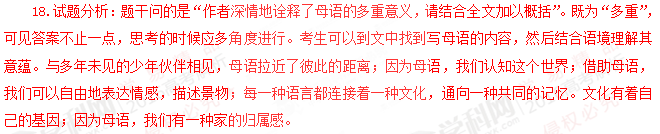 18.试题分析：题干问的是“作者深情地诠释了母语的多重意义，请结合全文加以概括”。既为“多重”，
可见答案不止一点，思考的时候应多角度进行。考生可以到文中找到写母语的内容，然后结合语境理解其
意蕴。与多年未见的少年伙伴相见，母语拉近了彼此的距离；因为母语，我们认知这个世界；借助母语，
我们可以自由地表达情感，描述景物；每一种语言都连接着一种文化，通向一种共同的记忆。文化有着自
己的基因；因为母语，我们有一种家的归属感。